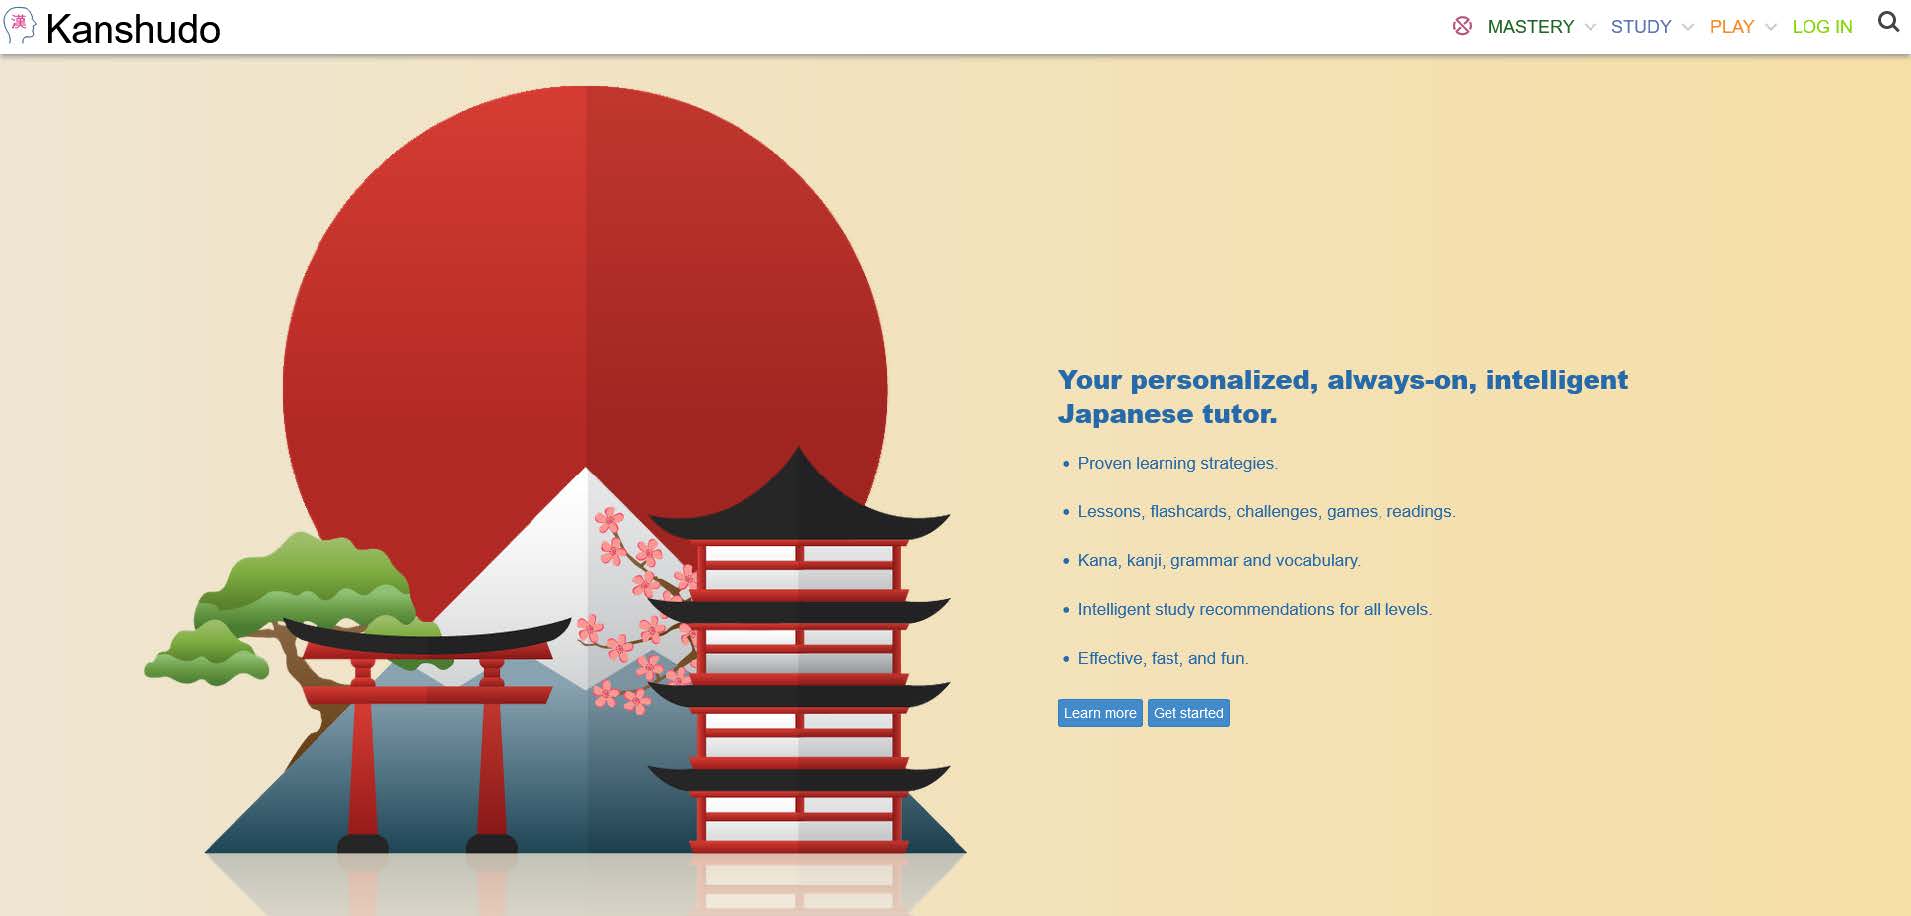 漢 Kanshudo
MASTERY STUDY PLAY LOG IN
Your personalized, always-on, intelligent
Japanese tutor.
• Proven learning strategies.
• Lessons, flashcards, challenges, games, readings.
• Kana, kanji, grammar and vocabulary.
• Intelligent study recommendations for all levels.
• Effective, fast, and fun.
Learn more Get started